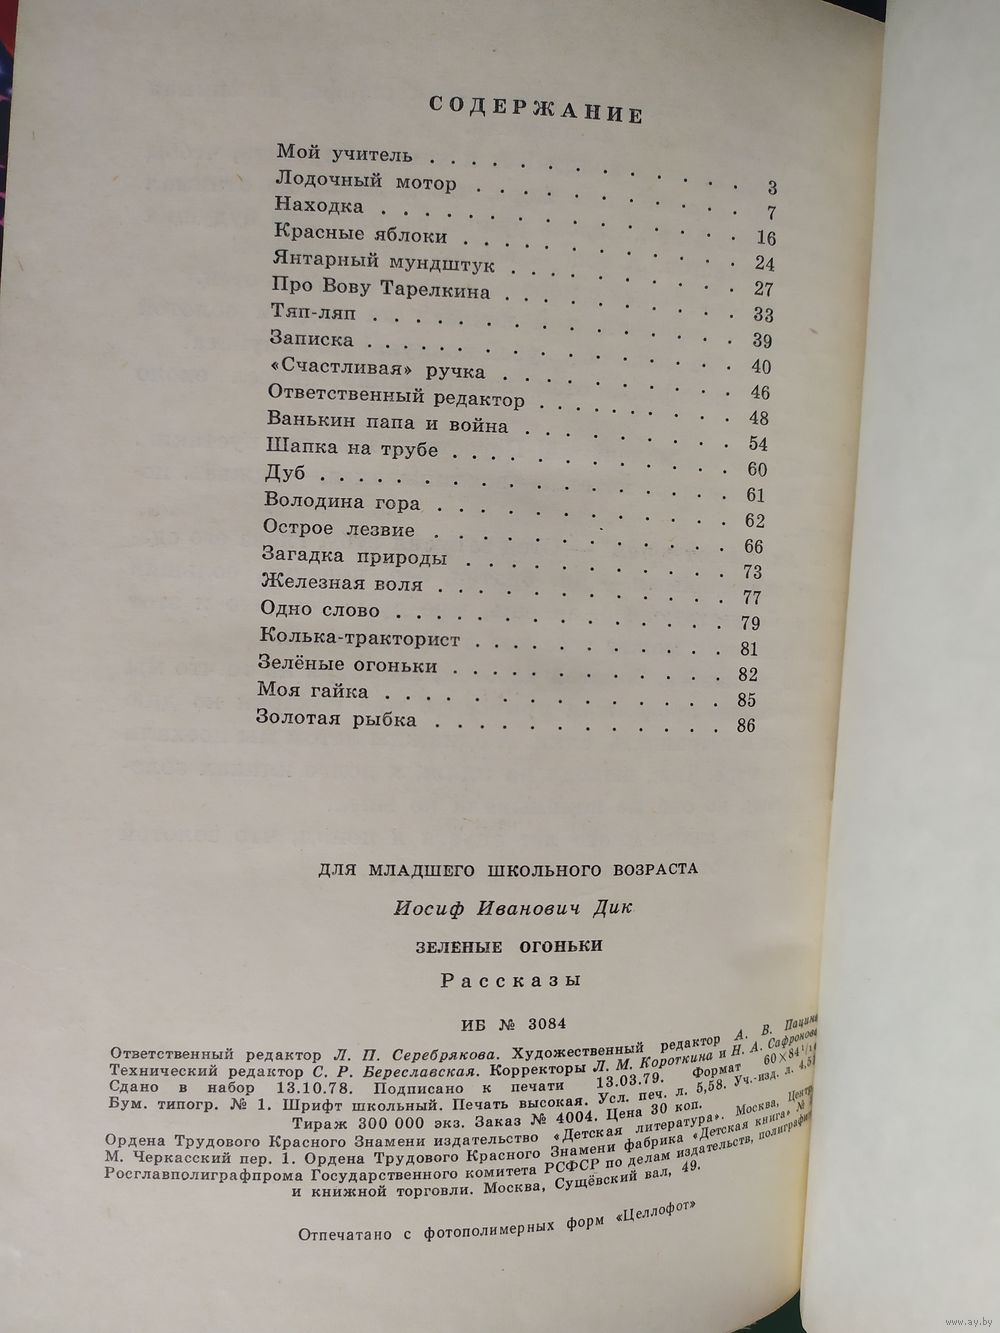 СОДЕРЖАНИЕ
Мой учитель . . . . . . . . . . 3
Лодочный мотор . . . . . . . . . 7
Находка . . . . . . . . . . . . 16
Красные яблоки . . . . . . . . . 24
Янтарный мундштук . . . . . . . . 27
Про Вову Тарелкина . . . . . . . . 33
Тяп-ляп . . . . . . . . . . . . 39
Записка . . . . . . . . . . . . 40
«Счастливая» ручка . . . . . . . . 46
Ответственный редактор . . . . . . . 48
Ванькин папа и война . . . . . . . 54
Шапка на трубе . . . . . . . . . 60
Дуб . . . . . . . . . . . . . 61
Володина гора . . . . . . . . . . 62
Острое лезвие . . . . . . . . . . 66
Загадка природы . . . . . . . . . 73
Железная воля . . . . . . . . . . 77
Одно слово . . . . . . . . . . . 79
Колька-тракторист . . . . . . . . . 81
Зелёные огоньки . . . . . . . . . 82
Моя гайка . . . . . . . . . . . 85
Золотая рыбка . . . . . . . . . . 86
ДЛЯ МЛАДШЕГО ШКОЛЬНОГО ВОЗРАСТА
Иосиф Иванович Дик
ЗЕЛЕНЫЕ ОГОНЬКИ
Рассказы
ИБ № 3084
Ответственный редактор Л. П. Серебрякова. Художественный редактор А. В. Пацина
Технический редактор С. Р. Береславская. Корректоры Л. М. Короткина и Н. А. Сафронова
Сдано в набор 13.10.78. Подписано к печати 13.03.79. Формат 60×84
Бум. типогр. № 1. Шрифт школьный. Печать высокая. Усл. печ. л. 5,58. Уч.-изд. л.
Тираж 300 000 экз. Заказ № 4004. Цена 30 коп.
Ордена Трудового Красного Знамени издательство «Детская литература». Москва, Центр
М. Черкасский пер. 1. Ордена Трудового Красного Знамени фабрика «Детская книга» №
Росглавполиграфпрома Государственного комитета РСФСР по делам издательств, полиграфии
и книжной торговли. Москва, Сущёвский вал, 49.
Отпечатано с фотополимерных форм «Целлофот»
www.ay.by